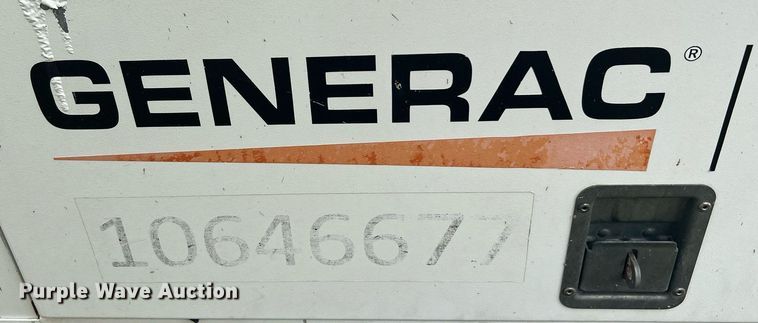 GENERAC®
10646677
Purple Wave Auction